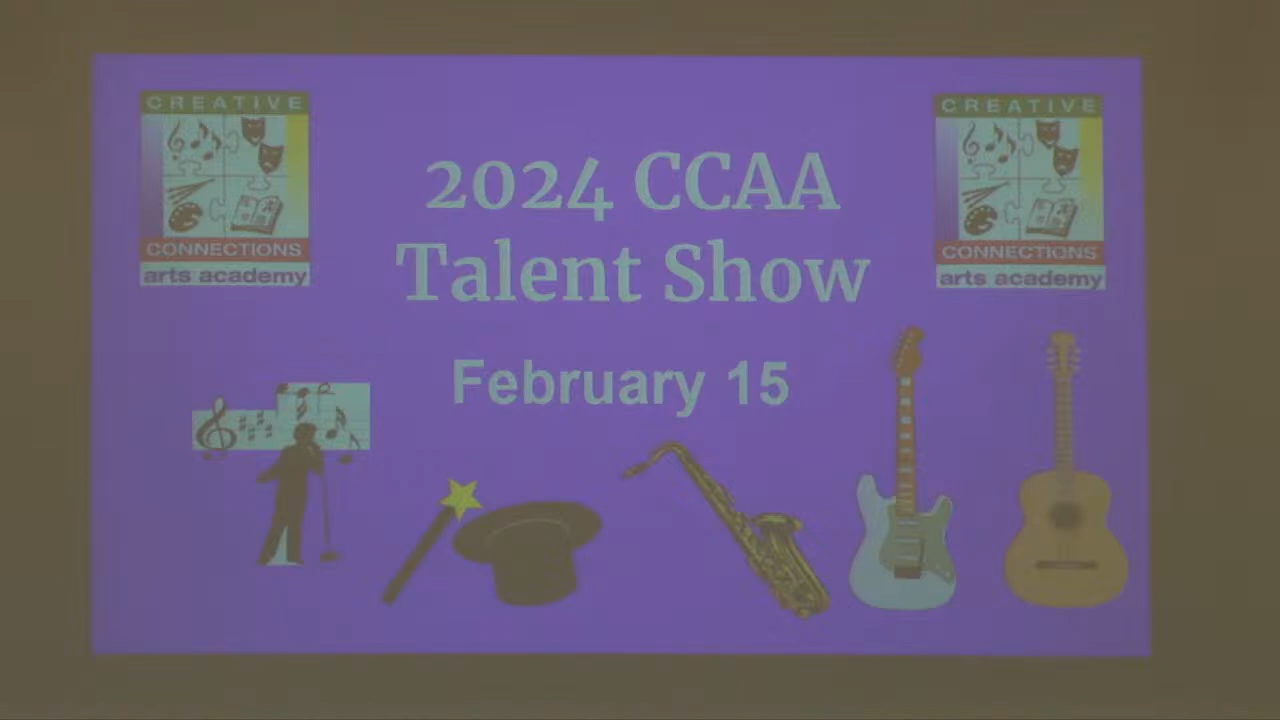 CREATIVE
CONNECTIONS
arts academy
2024 CCAA
Talent Show
February 15
CREATIVE
CONNECTIONS
arts academy